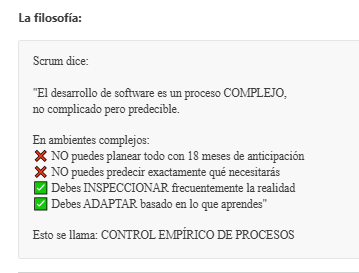 La filosofía:
Scrum dice:
"El desarrollo de software es un proceso COMPLEJO,
no complicado pero predecible.
En ambientes complejos:
❌ NO puedes planear todo con 18 meses de anticipación
❌ NO puedes predecir exactamente qué necesitarás
✅ Debes INSPECCIONAR frecuentemente la realidad
✅ Debes ADAPTAR basado en lo que aprendes"
Esto se llama: CONTROL EMPÍRICO DE PROCESOS